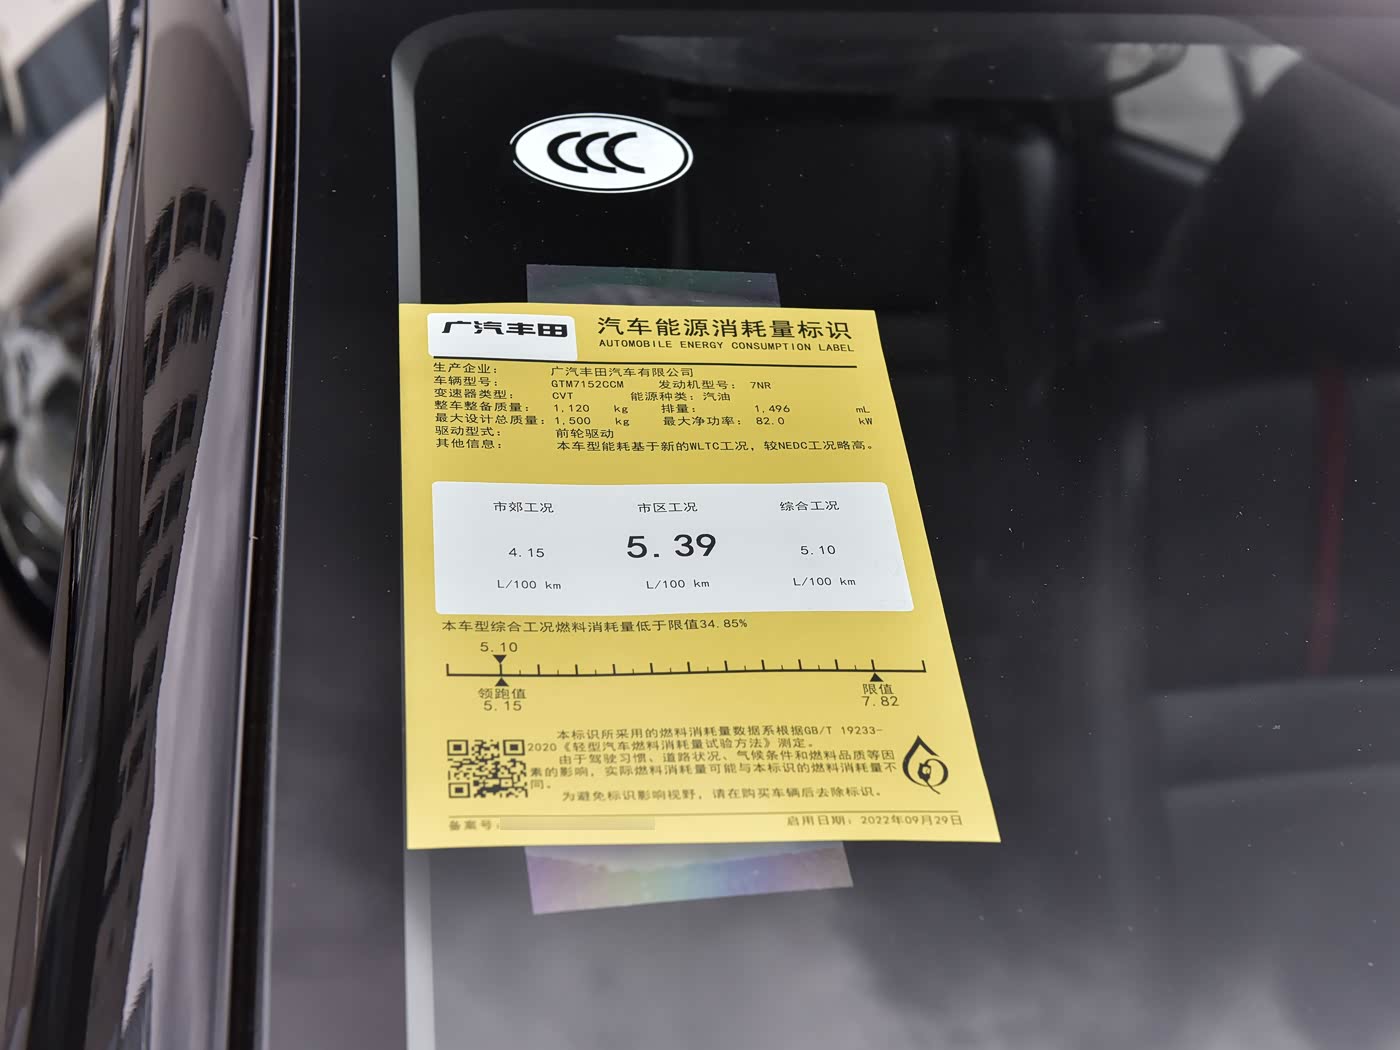 广汽丰田 汽车能源消耗量标识
AUTOMOBILE ENERGY CONSUMPTION LABEL
生产企业: 广汽丰田汽车有限公司
车辆型号: GTM7152CCM 发动机型号: 7NR
变速器类型: CVT 能源种类: 汽油
整车整备质量: 1,120 kg 排量: 1,496 mL
最大设计总质量: 1,500 kg 最大净功率: 82.0 kW
驱动型式: 前轮驱动
其他信息: 本车型能耗基于新的WLTC工况，较NEDC工况略高。
市郊工况 市区工况 综合工况
4.15 5.39 5.10
L/100 km L/100 km L/100 km
本车型综合工况燃料消耗量低于限值34.85%
5.10
领跑值 限值
5.15 7.82
本标识所采用的燃料消耗量数据系根据GB/T 19233-
2020《轻型汽车燃料消耗量试验方法》测定。
由于驾驶习惯、道路状况、气候条件和燃料品质等因
素的影响，实际燃料消耗量可能与本标识的燃料消耗量不
同。
为避免标识影响视野，请在购买车辆后去除标识。
备案号: 启用日期: 2022年09月29日